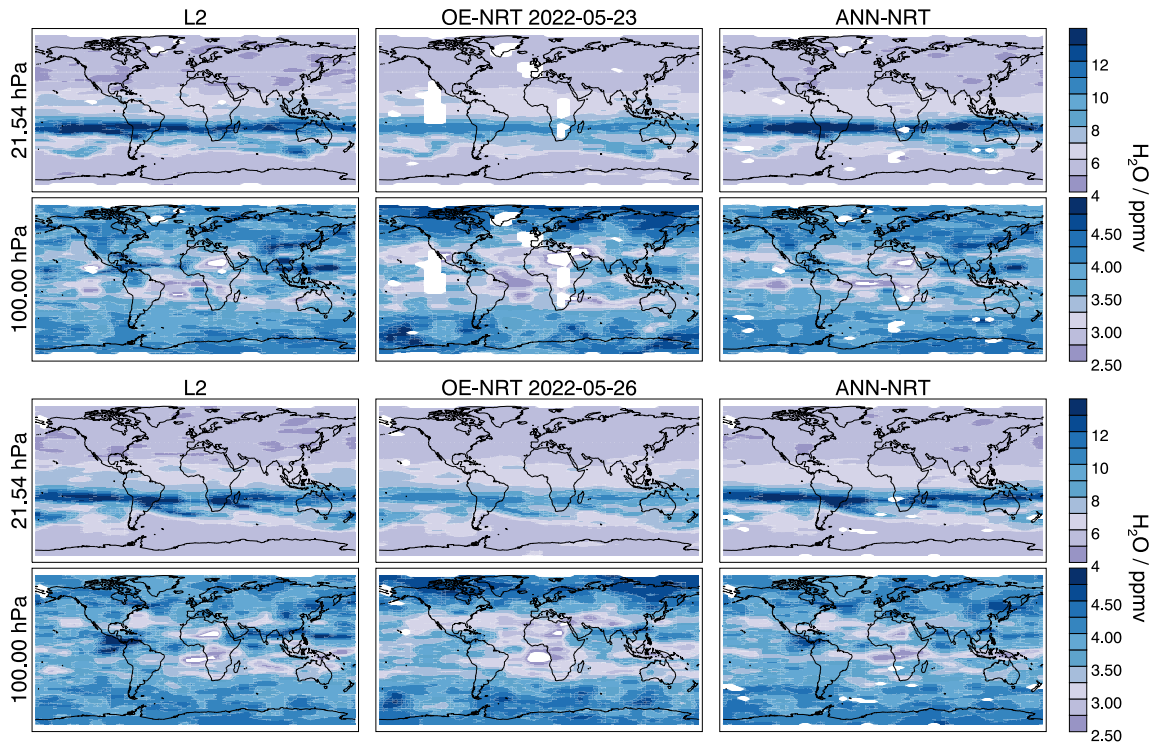 L2 OE-NRT 2022-05-23 ANN-NRT
21.54 hPa
12
10
8
6
4
H₂O / ppmv
100.00 hPa
4.50
4.00
3.50
3.00
2.50
L2 OE-NRT 2022-05-26 ANN-NRT
21.54 hPa
12
10
8
6
4
H₂O / ppmv
100.00 hPa
4.50
4.00
3.50
3.00
2.50